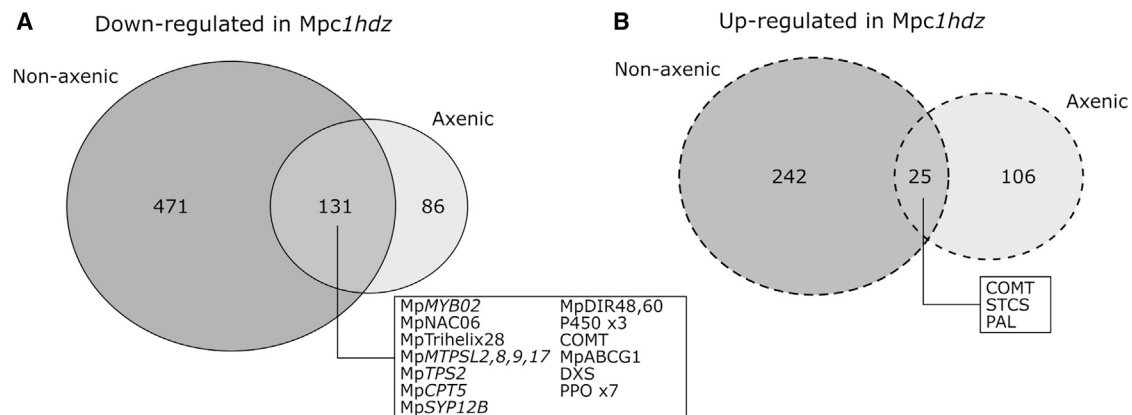 A
Down-regulated in Mpc1hdz
Non-axenic
Axenic
471
131
86
MpMYB02
MpNAC06
MpTrihelix28
MpMTPSL2,8,9,17
MpTPS2
MpCPT5
MpSYP12B
MpDIR48,60
P450 x3
COMT
MpABCG1
DXS
PPO x7
B
Up-regulated in Mpc1hdz
Non-axenic
Axenic
242
25
106
COMT
STCS
PAL